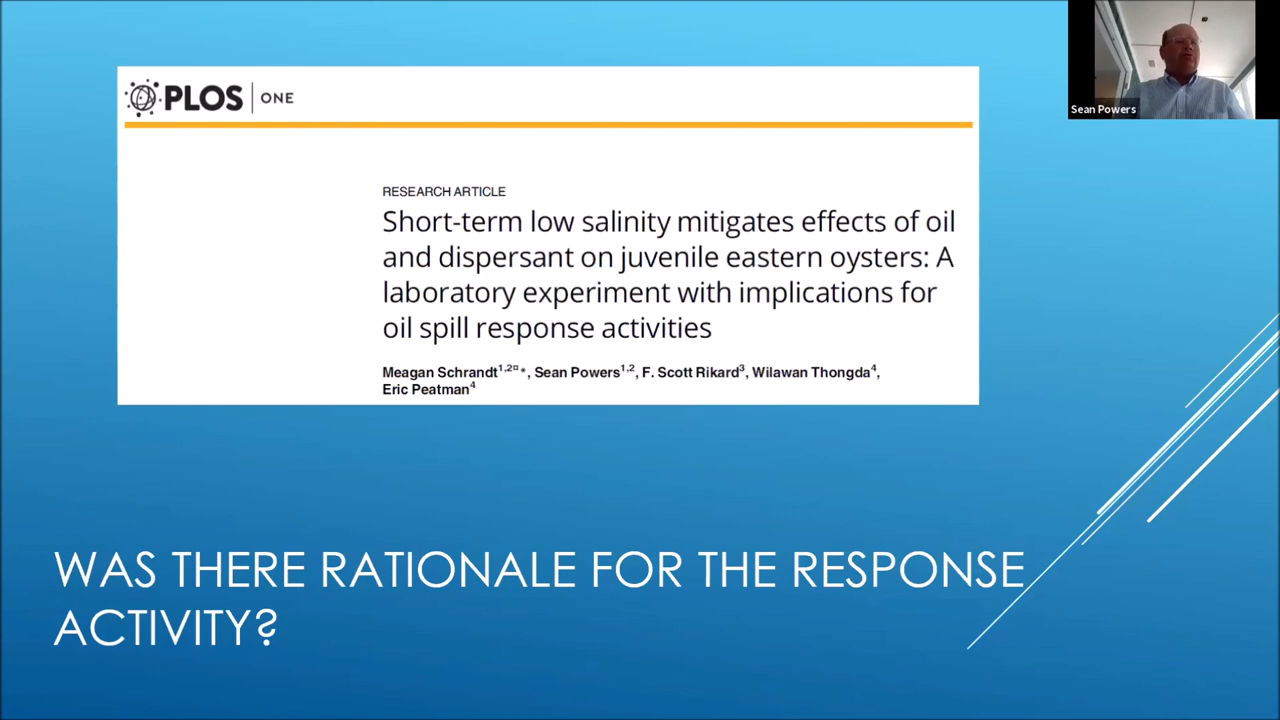 PLOS ONE
Sean Powers
RESEARCH ARTICLE
Short-term low salinity mitigates effects of oil
and dispersant on juvenile eastern oysters: A
laboratory experiment with implications for
oil spill response activities
Meagan Schrandt1,2¤*, Sean Powers1,2, F. Scott Rikard3, Wilawan Thongda4,
Eric Peatman4
WAS THERE RATIONALE FOR THE RESPONSE
ACTIVITY?